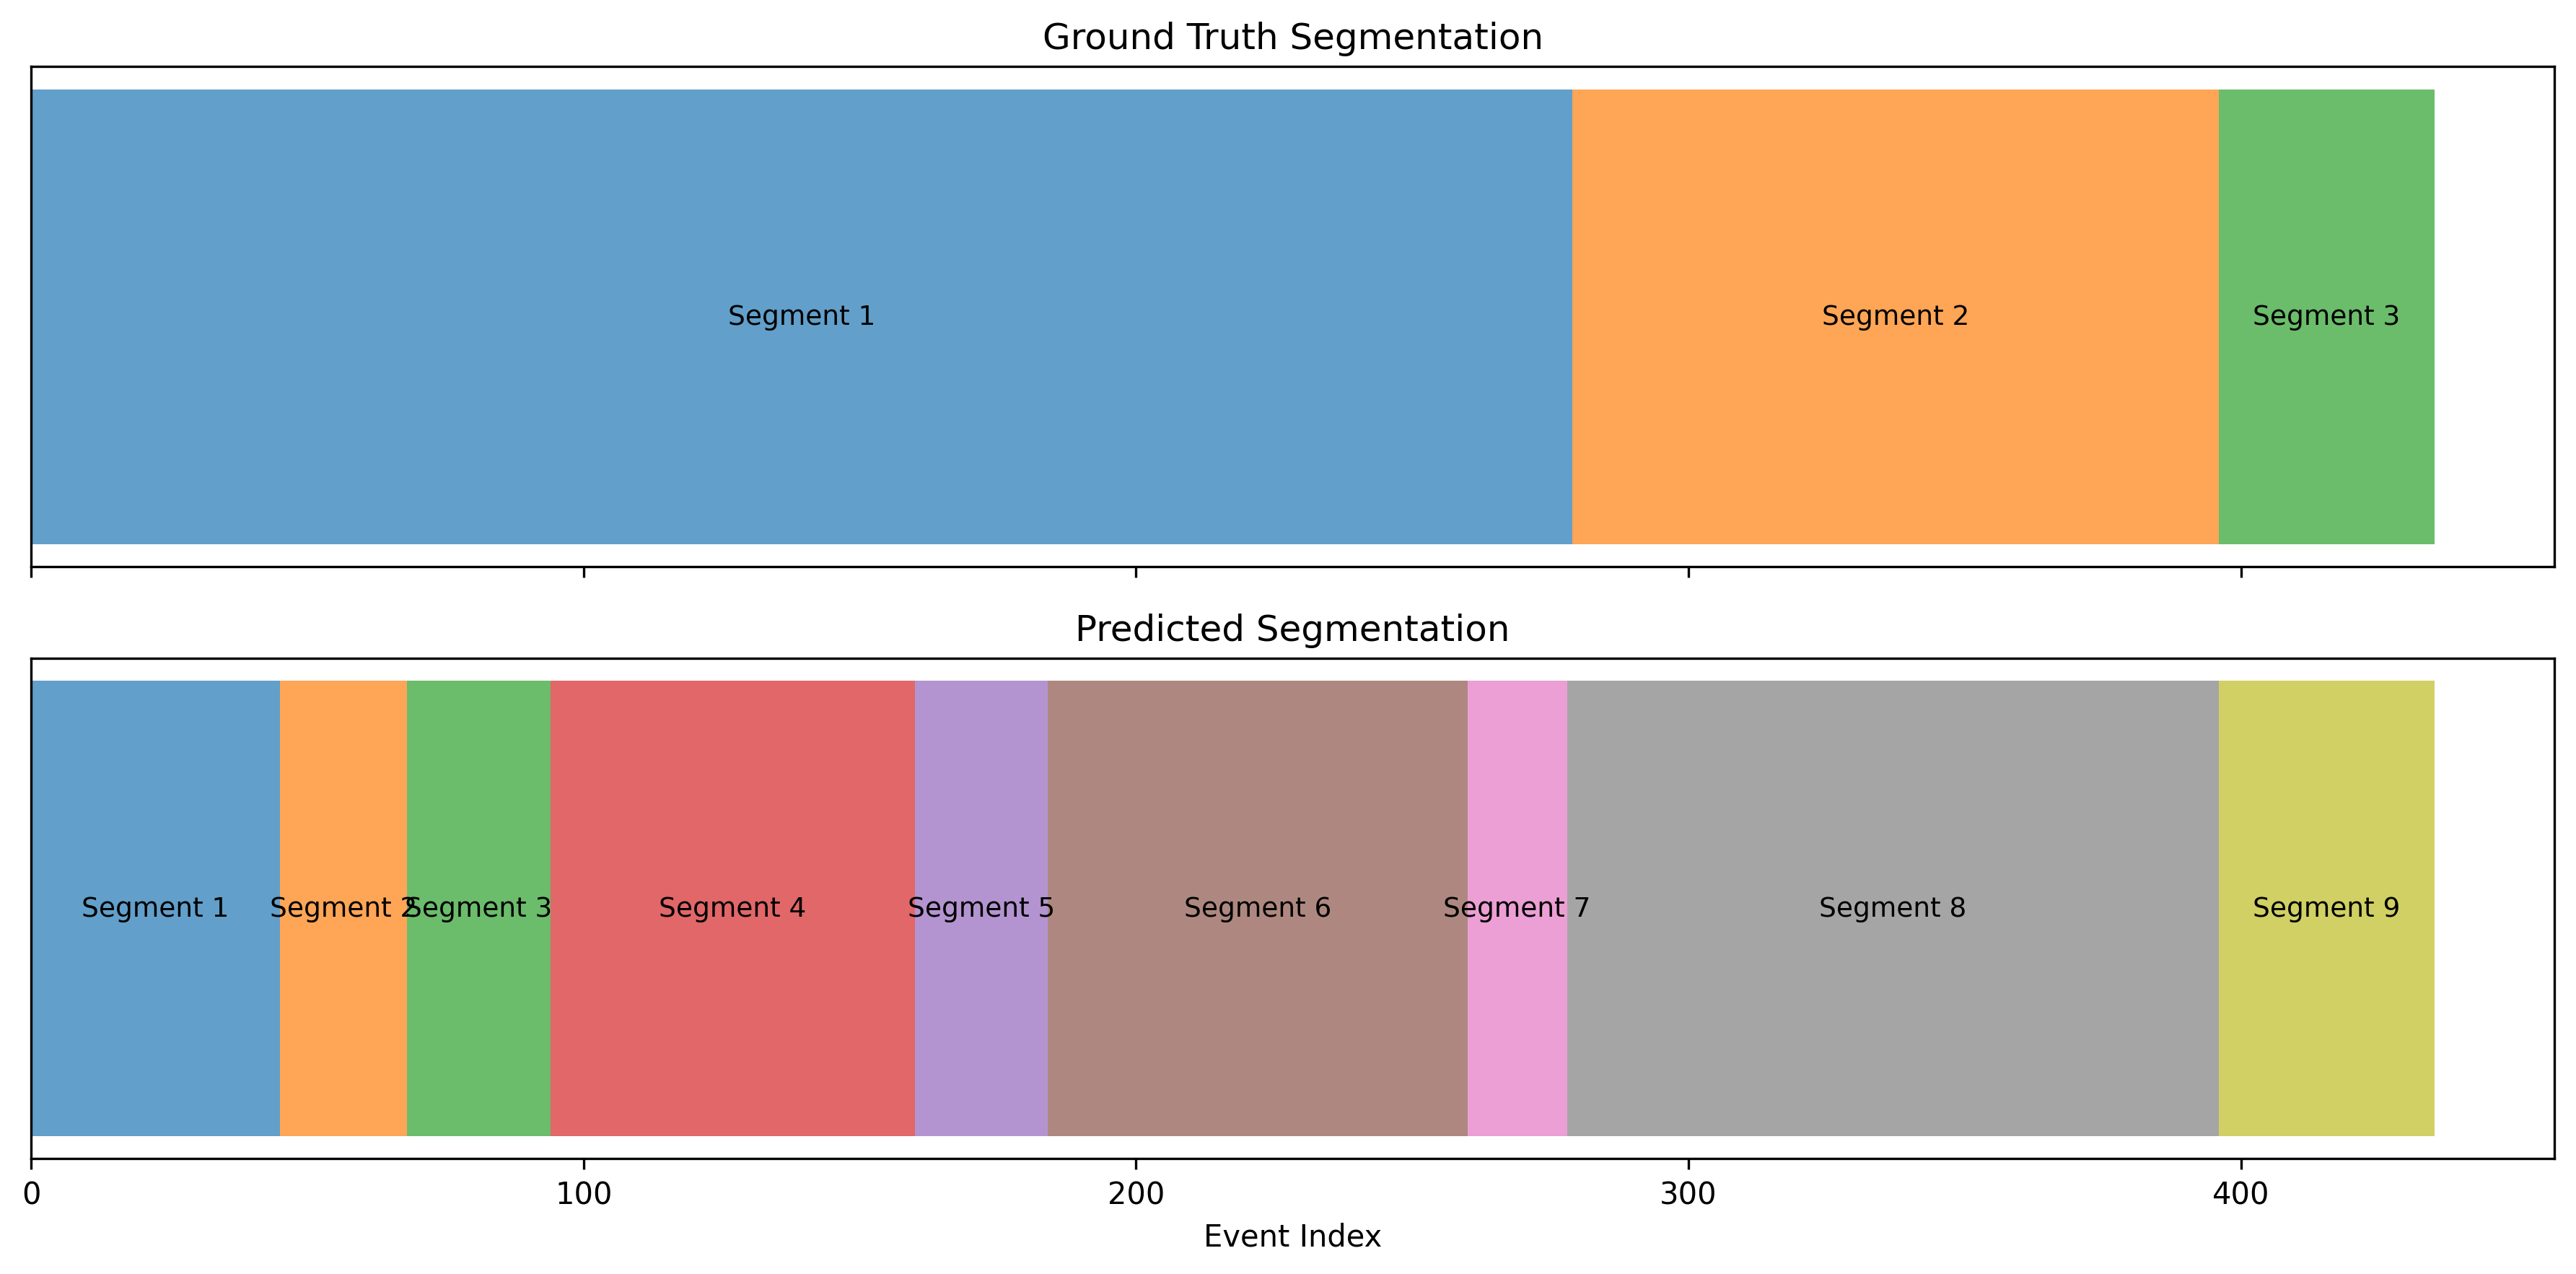 Ground Truth Segmentation
Segment 1 Segment 2 Segment 3
Predicted Segmentation
Segment 1 Segment 2 Segment 3 Segment 4 Segment 5 Segment 6 Segment 7 Segment 8 Segment 9
0 100 200 300 400
Event Index